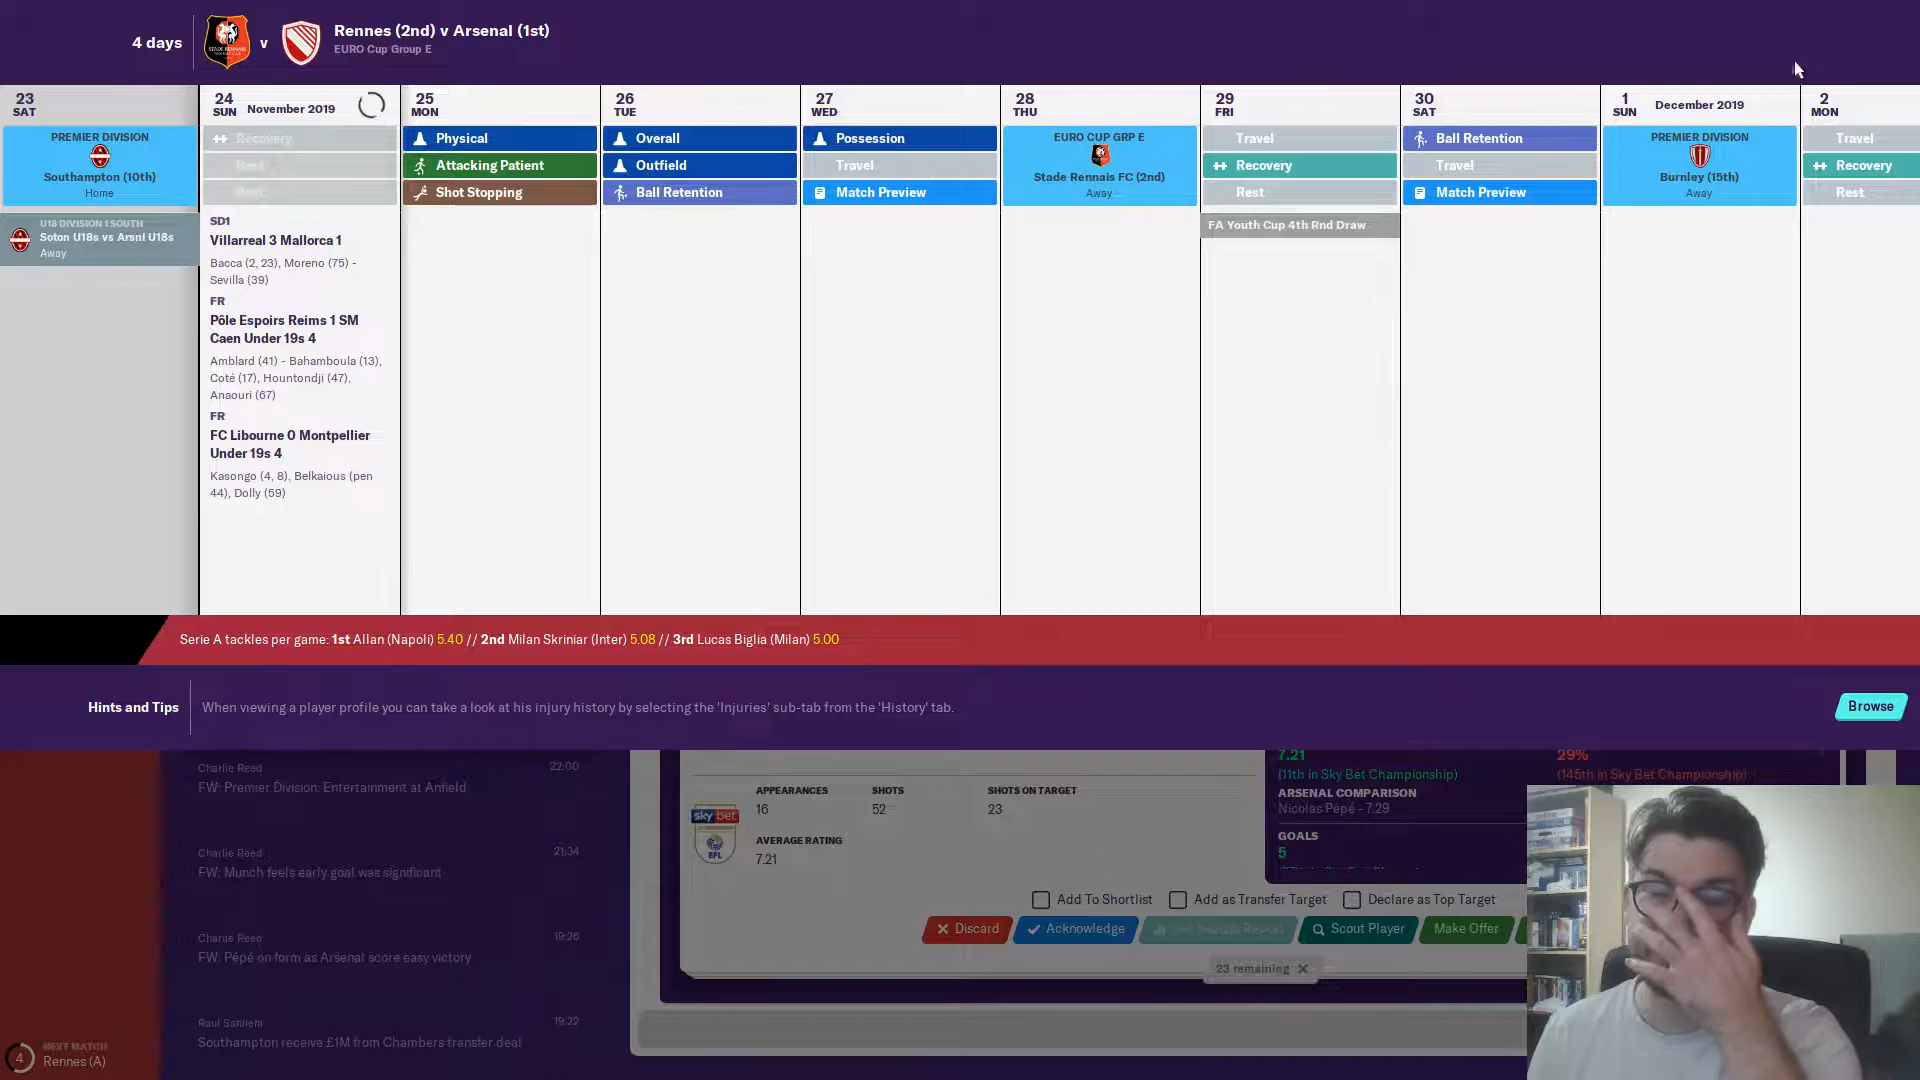 4 days
v
Rennes (2nd) v Arsenal (1st)
EURO Cup Group E
23
SAT
24
SUN
November 2019
25
MON
26
TUE
27
WED
28
THU
29
FRI
30
SAT
1
SUN
December 2019
2
MON
PREMIER DIVISION
Southampton (10th)
Home
U18 DIVISION 1 SOUTH
Soton U18s vs Arsnl U18s
Away
Recovery
Rest
Rest
SD1
Villarreal 3 Mallorca 1
Bacca (2, 23), Moreno (75) -
Sevilla (39)
FR
Pôle Espoirs Reims 1 SM
Caen Under 19s 4
Amblard (41) - Bahamboula (13),
Coté (17), Hountondji (47),
Anaouri (67)
FR
FC Libourne 0 Montpellier
Under 19s 4
Kasongo (4, 8), Belkaious (pen
44), Dolly (59)
Physical
Attacking Patient
Shot Stopping
Overall
Outfield
Ball Retention
Possession
Travel
Match Preview
EURO CUP GRP E
Stade Rennais FC (2nd)
Away
Travel
Recovery
Rest
FA Youth Cup 4th Rnd Draw
Ball Retention
Travel
Match Preview
PREMIER DIVISION
Burnley (15th)
Away
Travel
Recovery
Rest
Serie A tackles per game: 1st Allan (Napoli) 5.40 // 2nd Milan Skriniar (Inter) 5.08 // 3rd Lucas Biglia (Milan) 5.00
Hints and Tips
When viewing a player profile you can take a look at his injury history by selecting the 'Injuries' sub-tab from the 'History' tab.
Browse
Charlie Reed
22:00
FW: Premier Division: Entertainment at Anfield
Charlie Reed
21:34
FW: Munch feels early goal was significant
Charlie Reed
19:26
FW: Pépé on form as Arsenal score easy victory
Raul Sanllehi
19:22
Southampton receive £1M from Chambers transfer deal
4
NEXT MATCH
Rennes (A)
sky bet
EFL
APPEARANCES
16
SHOTS
52
SHOTS ON TARGET
23
AVERAGE RATING
7.21
7.21
(11th in Sky Bet Championship)
29%
(145th in Sky Bet Championship)
ARSENAL COMPARISON
Nicolas Pépé - 7.29
GOALS
5
Add To Shortlist
Add as Transfer Target
Declare as Top Target
Discard
Acknowledge
Scout Player
Make Offer
23 remaining